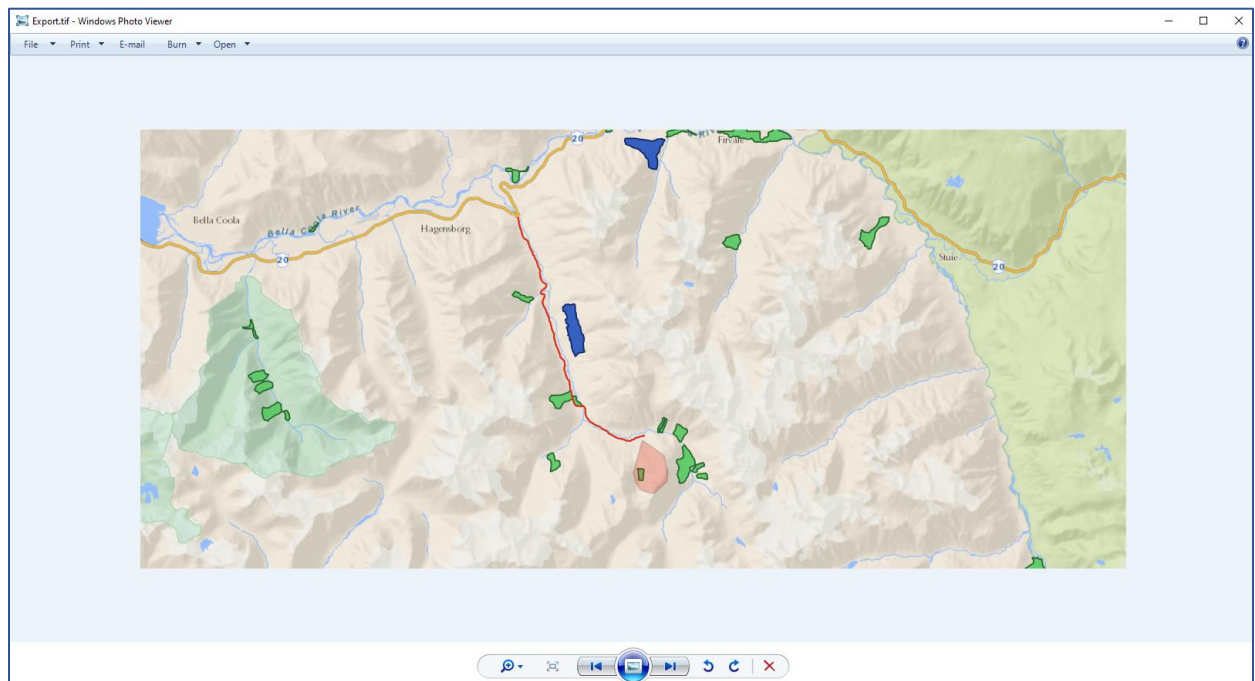 Export.tif - Windows Photo Viewer
File Print E-mail Burn Open
20
Firvale
Bella Coola
Bella Coola River
Hagensborg
20
Stuie
20